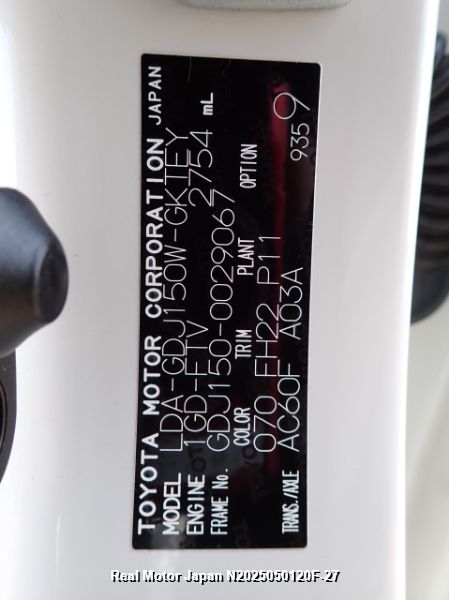 TOYOTA MOTOR CORPORATION JAPAN
MODEL LDA-GDJ150W-GKTEY
ENGINE 1GD-FTV 2754 mL
FRAME No. GDJ150-0029067
COLOR TRIM PLANT OPTION
070 FH22 P11
TRANS./AXLE AC60F A03A 935 9
Real Motor Japan N2025050120F-27